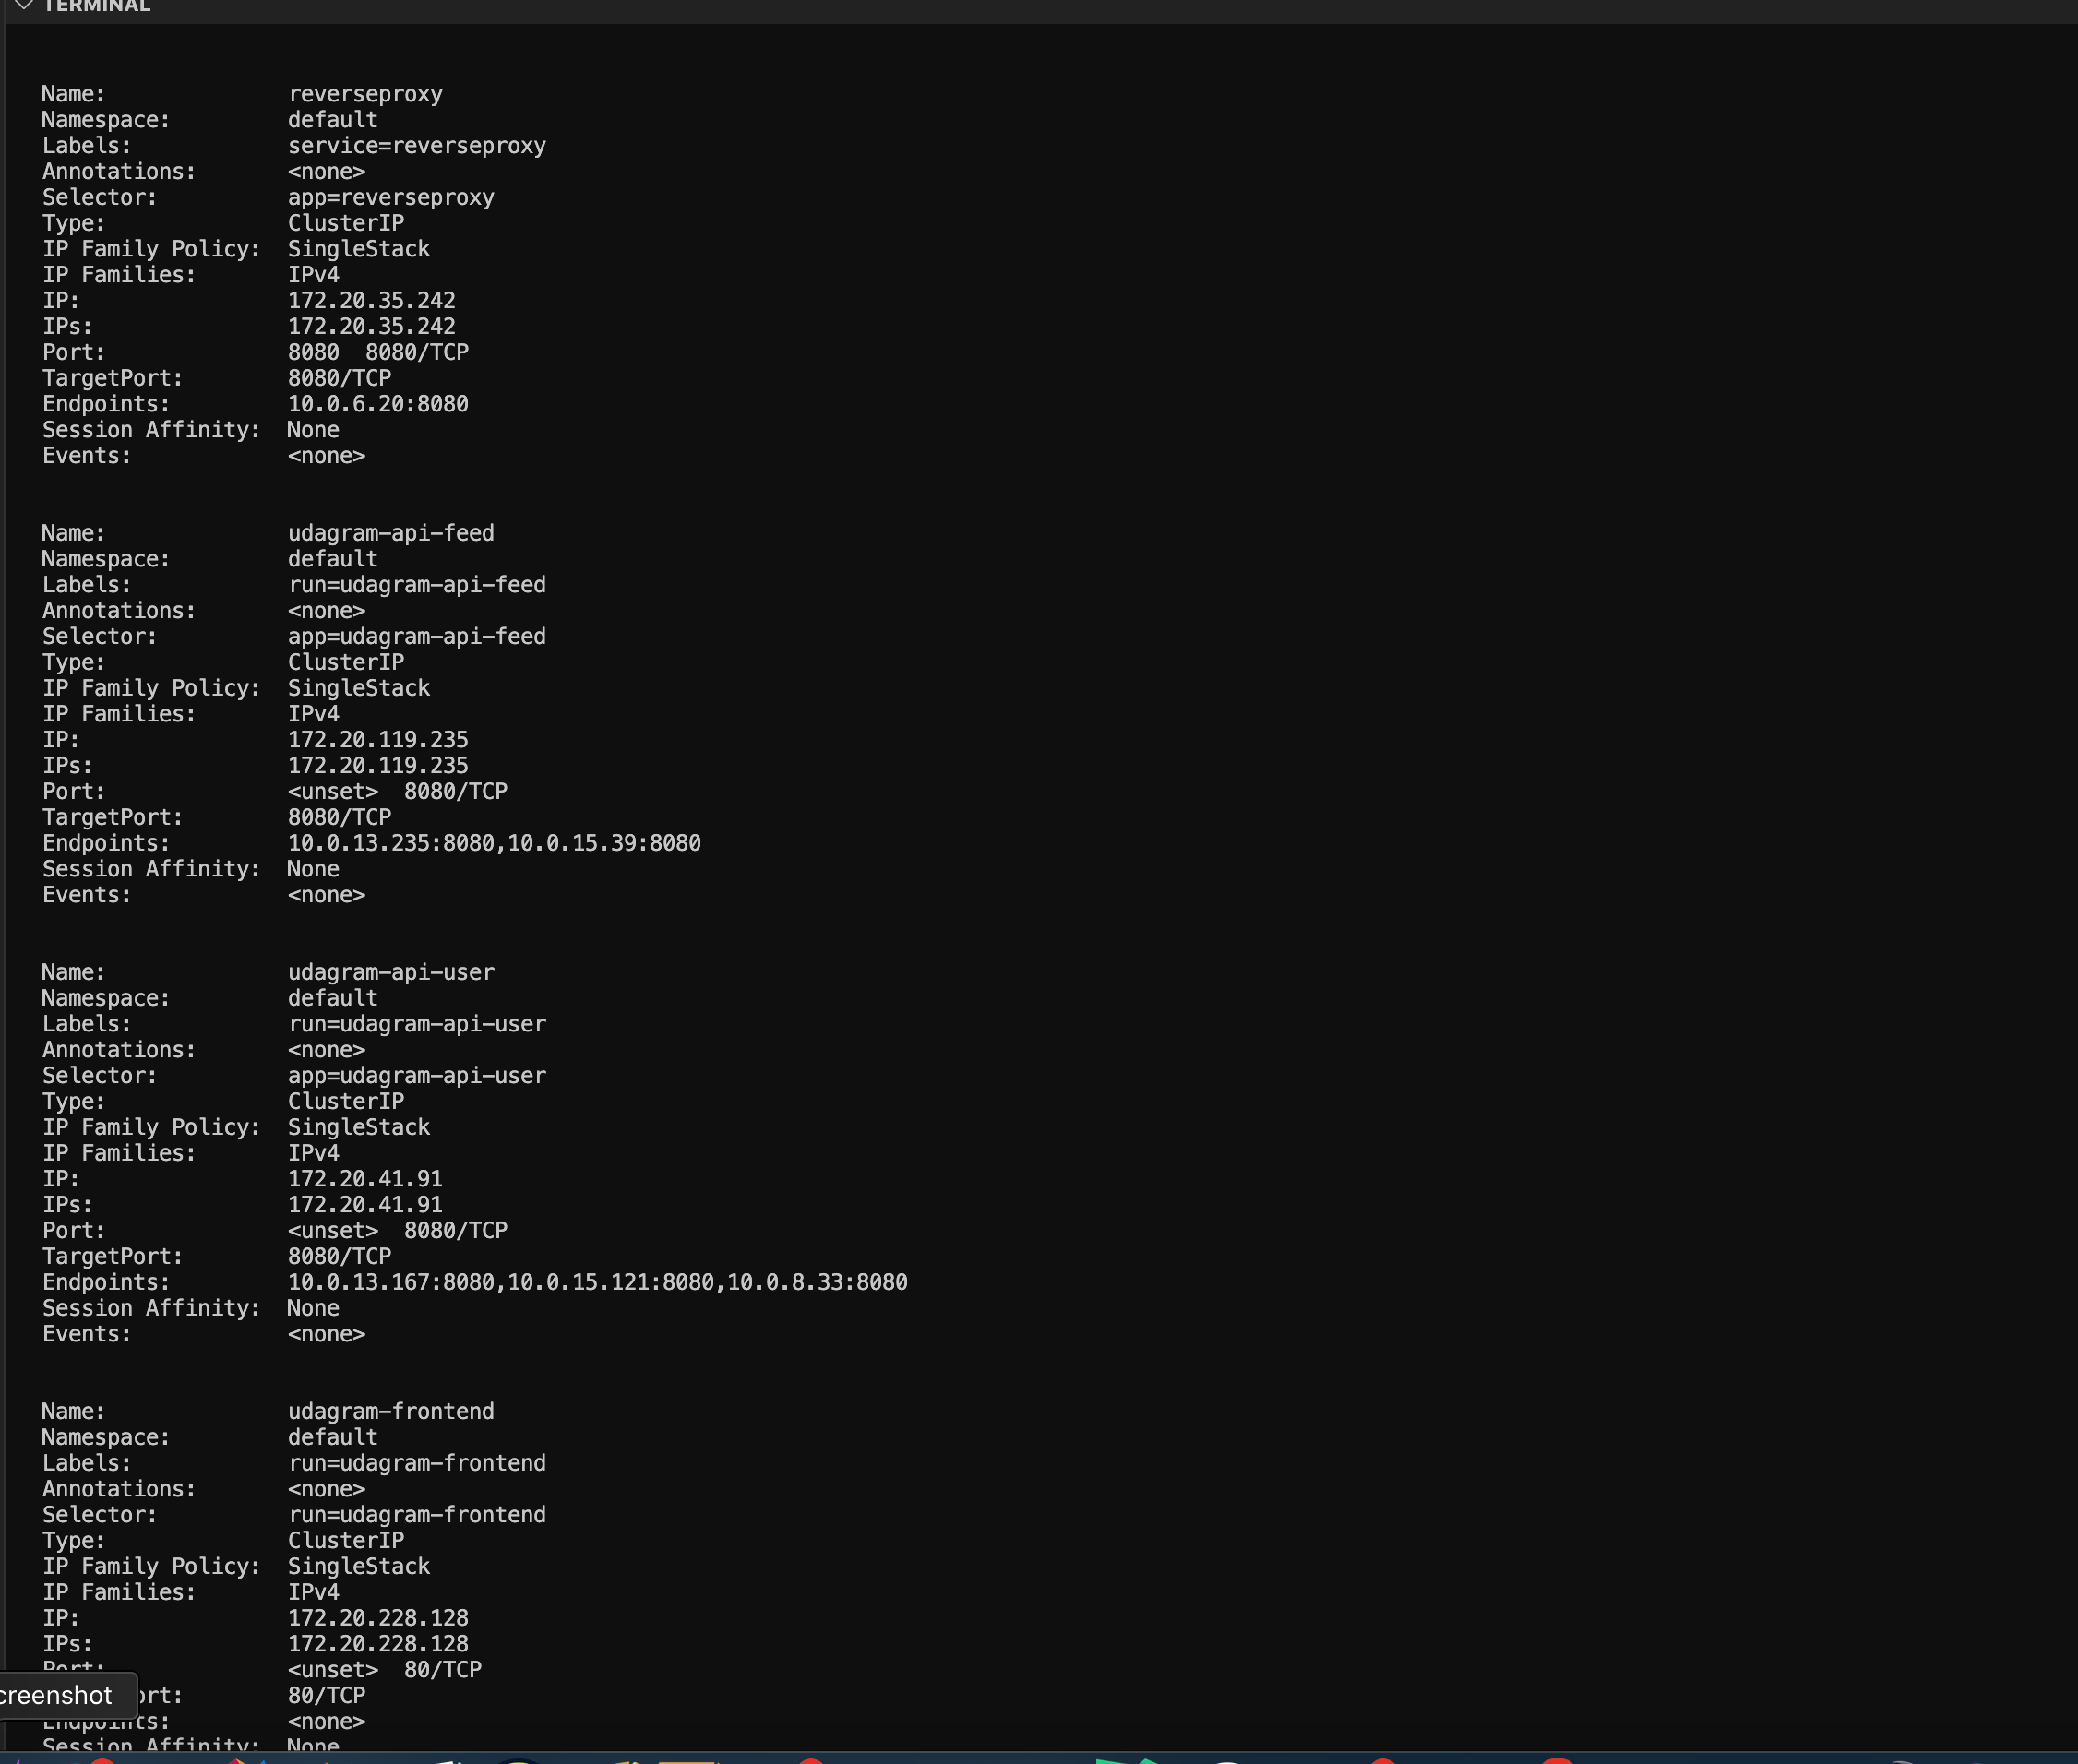 TERMINAL
Name: reverseproxy
Namespace: default
Labels: service=reverseproxy
Annotations: <none>
Selector: app=reverseproxy
Type: ClusterIP
IP Family Policy: SingleStack
IP Families: IPv4
IP: 172.20.35.242
IPs: 172.20.35.242
Port: 8080 8080/TCP
TargetPort: 8080/TCP
Endpoints: 10.0.6.20:8080
Session Affinity: None
Events: <none>
Name: udagram-api-feed
Namespace: default
Labels: run=udagram-api-feed
Annotations: <none>
Selector: app=udagram-api-feed
Type: ClusterIP
IP Family Policy: SingleStack
IP Families: IPv4
IP: 172.20.119.235
IPs: 172.20.119.235
Port: <unset> 8080/TCP
TargetPort: 8080/TCP
Endpoints: 10.0.13.235:8080,10.0.15.39:8080
Session Affinity: None
Events: <none>
Name: udagram-api-user
Namespace: default
Labels: run=udagram-api-user
Annotations: <none>
Selector: app=udagram-api-user
Type: ClusterIP
IP Family Policy: SingleStack
IP Families: IPv4
IP: 172.20.41.91
IPs: 172.20.41.91
Port: <unset> 8080/TCP
TargetPort: 8080/TCP
Endpoints: 10.0.13.167:8080,10.0.15.121:8080,10.0.8.33:8080
Session Affinity: None
Events: <none>
Name: udagram-frontend
Namespace: default
Labels: run=udagram-frontend
Annotations: <none>
Selector: run=udagram-frontend
Type: ClusterIP
IP Family Policy: SingleStack
IP Families: IPv4
IP: 172.20.228.128
IPs: 172.20.228.128
Port: <unset> 80/TCP
creenshot ort: 80/TCP
Endpoints: <none>
Session Affinity: None